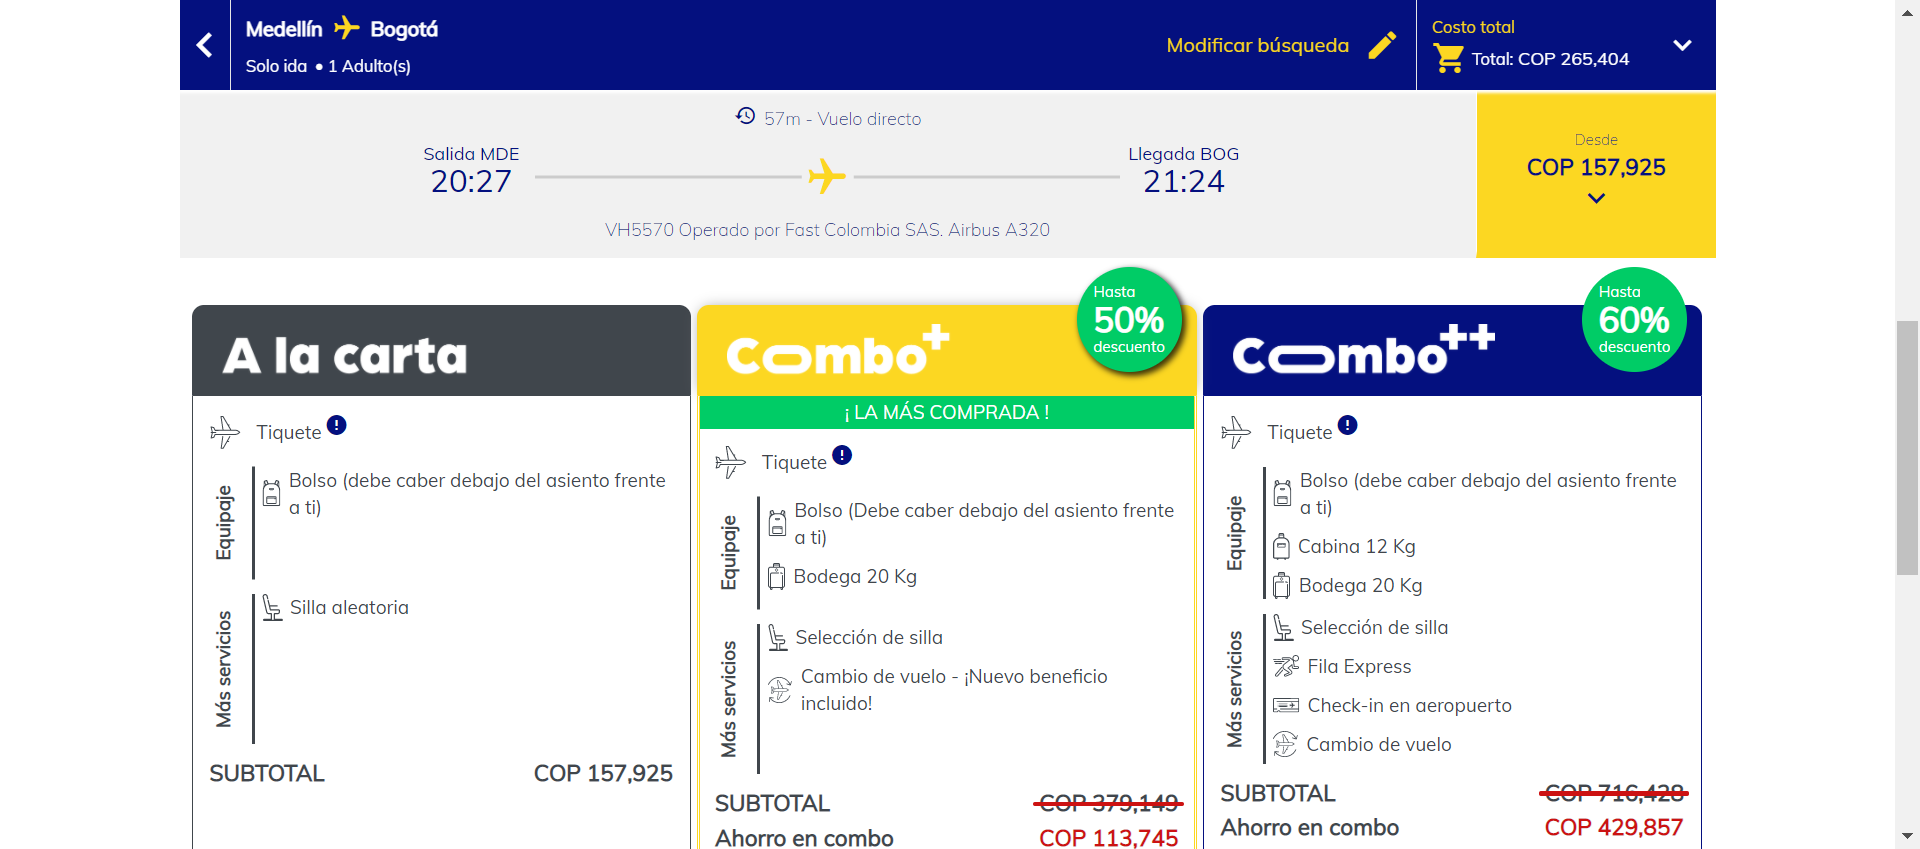 Medellín Bogotá
Solo ida • 1 Adulto(s)
Modificar búsqueda
Costo total
Total: COP 265,404
57m - Vuelo directo
Salida MDE
20:27
Llegada BOG
21:24
VH5570 Operado por Fast Colombia SAS. Airbus A320
Desde
COP 157,925
A la carta
Tiquete
Equipaje
Bolso (debe caber debajo del asiento frente
a ti)
Más servicios
Silla aleatoria
SUBTOTAL COP 157,925
Combo+
Hasta
50%
descuento
¡ LA MÁS COMPRADA !
Tiquete
Equipaje
Bolso (Debe caber debajo del asiento frente
a ti)
Bodega 20 Kg
Más servicios
Selección de silla
Cambio de vuelo - ¡Nuevo beneficio
incluido!
SUBTOTAL COP 379,149
Ahorro en combo COP 113,745
Combo++
Hasta
60%
descuento
Tiquete
Equipaje
Bolso (debe caber debajo del asiento frente
a ti)
Cabina 12 Kg
Bodega 20 Kg
Más servicios
Selección de silla
Fila Express
Check-in en aeropuerto
Cambio de vuelo
SUBTOTAL COP 716,428
Ahorro en combo COP 429,857